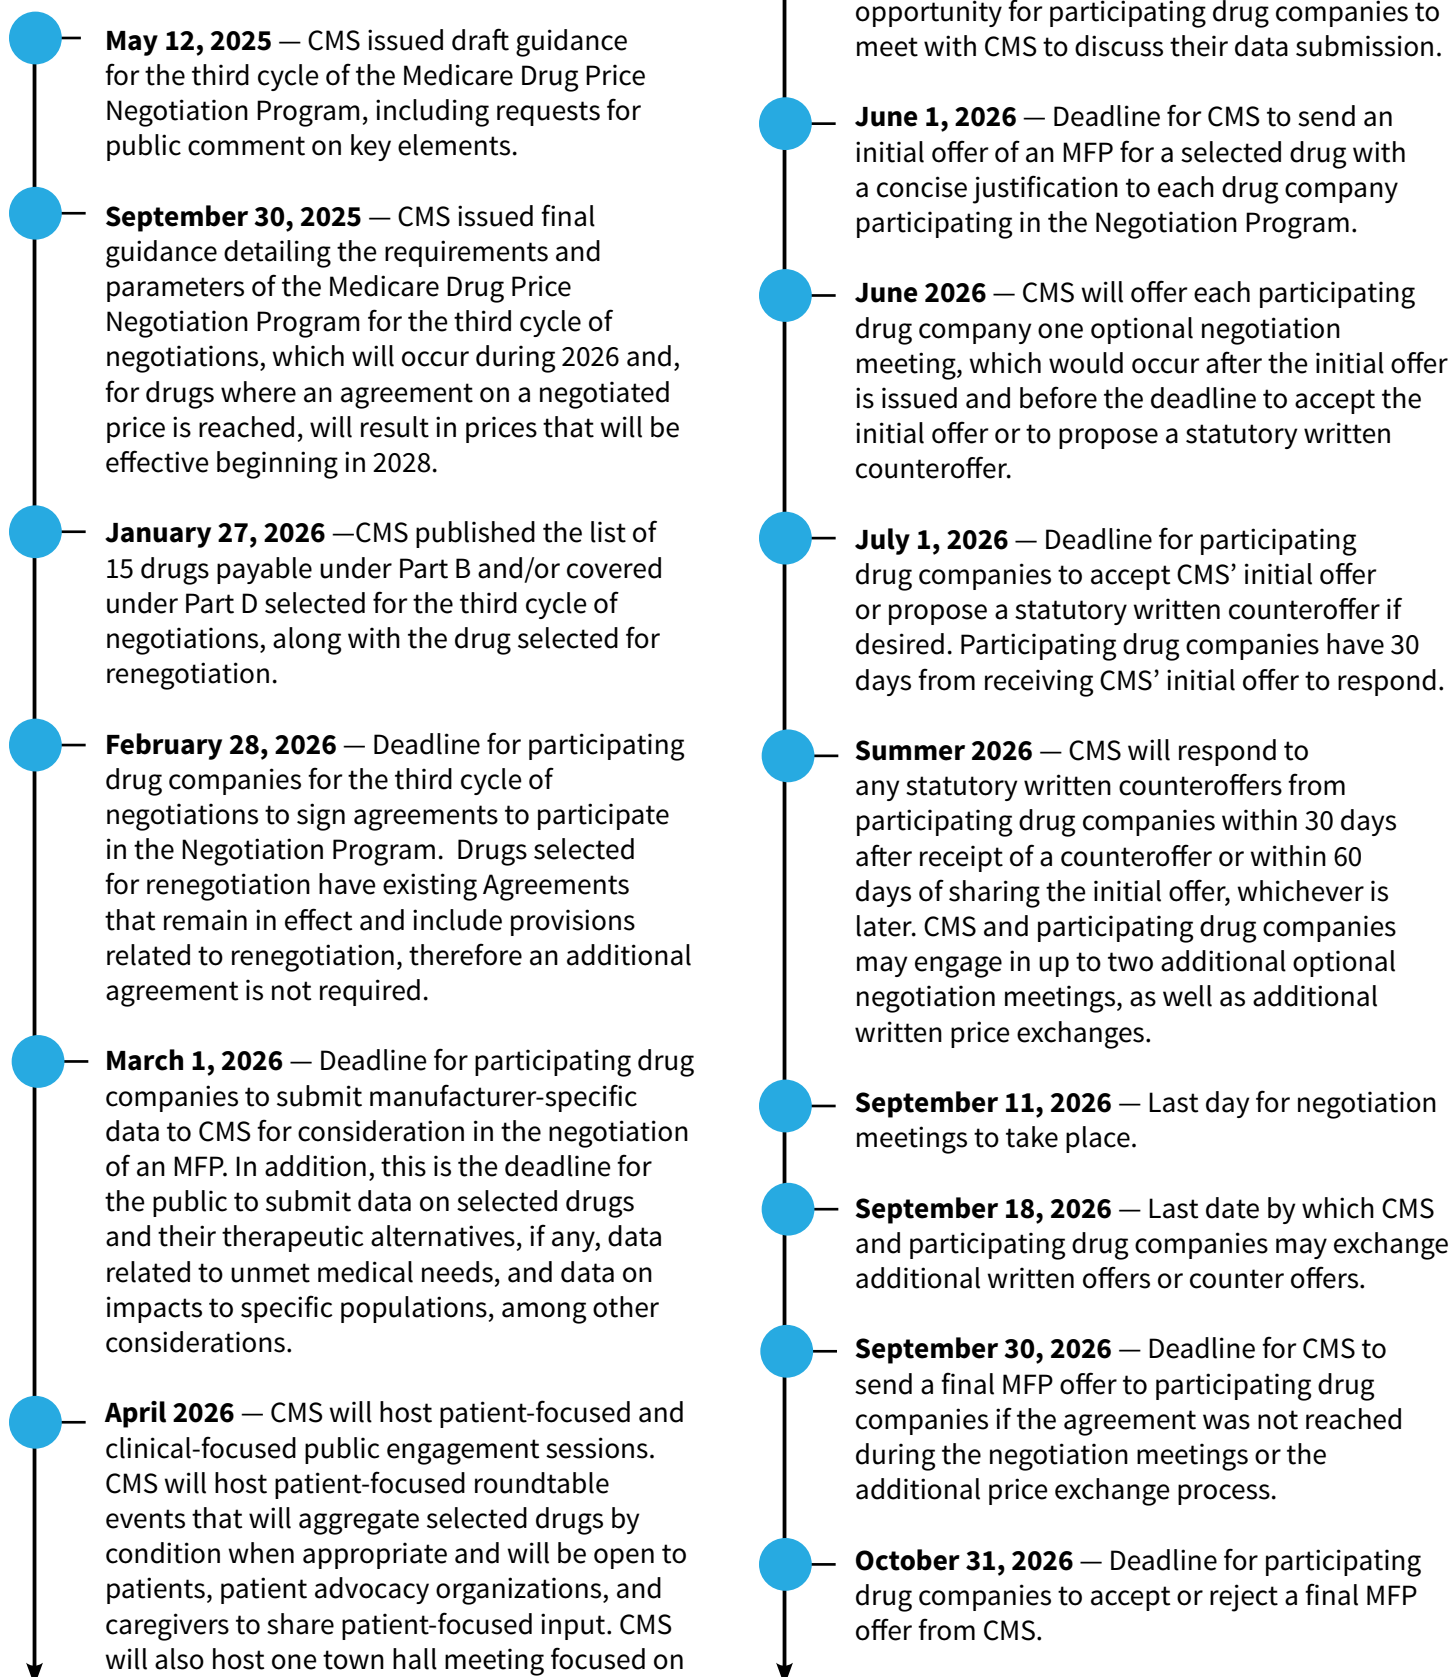 May 12, 2025 — CMS issued draft guidance
for the third cycle of the Medicare Drug Price
Negotiation Program, including requests for
public comment on key elements.
September 30, 2025 — CMS issued final
guidance detailing the requirements and
parameters of the Medicare Drug Price
Negotiation Program for the third cycle of
negotiations, which will occur during 2026 and,
for drugs where an agreement on a negotiated
price is reached, will result in prices that will be
effective beginning in 2028.
January 27, 2026 —CMS published the list of
15 drugs payable under Part B and/or covered
under Part D selected for the third cycle of
negotiations, along with the drug selected for
renegotiation.
February 28, 2026 — Deadline for participating
drug companies for the third cycle of
negotiations to sign agreements to participate
in the Negotiation Program.  Drugs selected
for renegotiation have existing Agreements
that remain in effect and include provisions
related to renegotiation, therefore an additional
agreement is not required.
March 1, 2026 — Deadline for participating drug
companies to submit manufacturer-specific
data to CMS for consideration in the negotiation
of an MFP. In addition, this is the deadline for
the public to submit data on selected drugs
and their therapeutic alternatives, if any, data
related to unmet medical needs, and data on
impacts to specific populations, among other
considerations.
April 2026 — CMS will host patient-focused and
clinical-focused public engagement sessions.
CMS will host patient-focused roundtable
events that will aggregate selected drugs by
condition when appropriate and will be open to
patients, patient advocacy organizations, and
caregivers to share patient-focused input. CMS
will also host one town hall meeting focused on
opportunity for participating drug companies to
meet with CMS to discuss their data submission.
June 1, 2026 — Deadline for CMS to send an
initial offer of an MFP for a selected drug with
a concise justification to each drug company
participating in the Negotiation Program.
June 2026 — CMS will offer each participating
drug company one optional negotiation
meeting, which would occur after the initial offer
is issued and before the deadline to accept the
initial offer or to propose a statutory written
counteroffer.
July 1, 2026 — Deadline for participating
drug companies to accept CMS’ initial offer
or propose a statutory written counteroffer if
desired. Participating drug companies have 30
days from receiving CMS’ initial offer to respond.
Summer 2026 — CMS will respond to
any statutory written counteroffers from
participating drug companies within 30 days
after receipt of a counteroffer or within 60
days of sharing the initial offer, whichever is
later. CMS and participating drug companies
may engage in up to two additional optional
negotiation meetings, as well as additional
written price exchanges.
September 11, 2026 — Last day for negotiation
meetings to take place.
September 18, 2026 — Last date by which CMS
and participating drug companies may exchange
additional written offers or counter offers.
September 30, 2026 — Deadline for CMS to
send a final MFP offer to participating drug
companies if the agreement was not reached
during the negotiation meetings or the
additional price exchange process.
October 31, 2026 — Deadline for participating
drug companies to accept or reject a final MFP
offer from CMS.